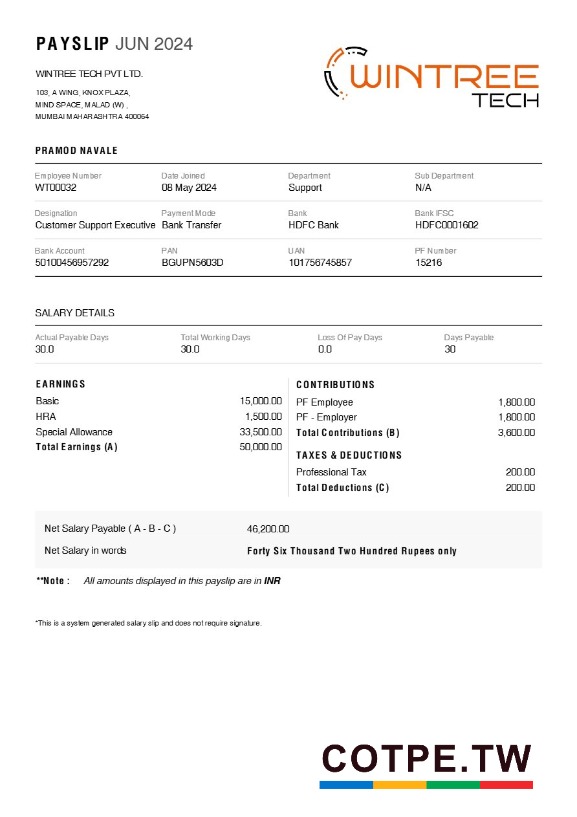 PAYSLIP JUN 2024
WINTREE TECH PVT LTD.
103, A WING, KNOX PLAZA,
MIND SPACE, MALAD (W) ,
MUMBAI MAHARASHTRA 400064
WINTREE
TECH
PRAMOD NAVALE
Employee Number Date Joined Department Sub Department
WT00032 08 May 2024 Support N/A
Designation Payment Mode Bank Bank IFSC
Customer Support Executive Bank Transfer HDFC Bank HDFC0001602
Bank Account PAN UAN PF Number
50100456957292 BGUPN5603D 101756745857 15216
SALARY DETAILS
Actual Payable Days Total Working Days Loss Of Pay Days Days Payable
30.0 30.0 0.0 30
EARNINGS
Basic 15,000.00
HRA 1,500.00
Special Allowance 33,500.00
Total Earnings (A) 50,000.00
CONTRIBUTIONS
PF Employee 1,800.00
PF - Employer 1,800.00
Total Contributions (B) 3,600.00
TAXES & DEDUCTIONS
Professional Tax 200.00
Total Deductions (C) 200.00
Net Salary Payable ( A - B - C ) 46,200.00
Net Salary in words Forty Six Thousand Two Hundred Rupees only
**Note : All amounts displayed in this payslip are in INR
*This is a system generated salary slip and does not require signature.
COTPE.TW